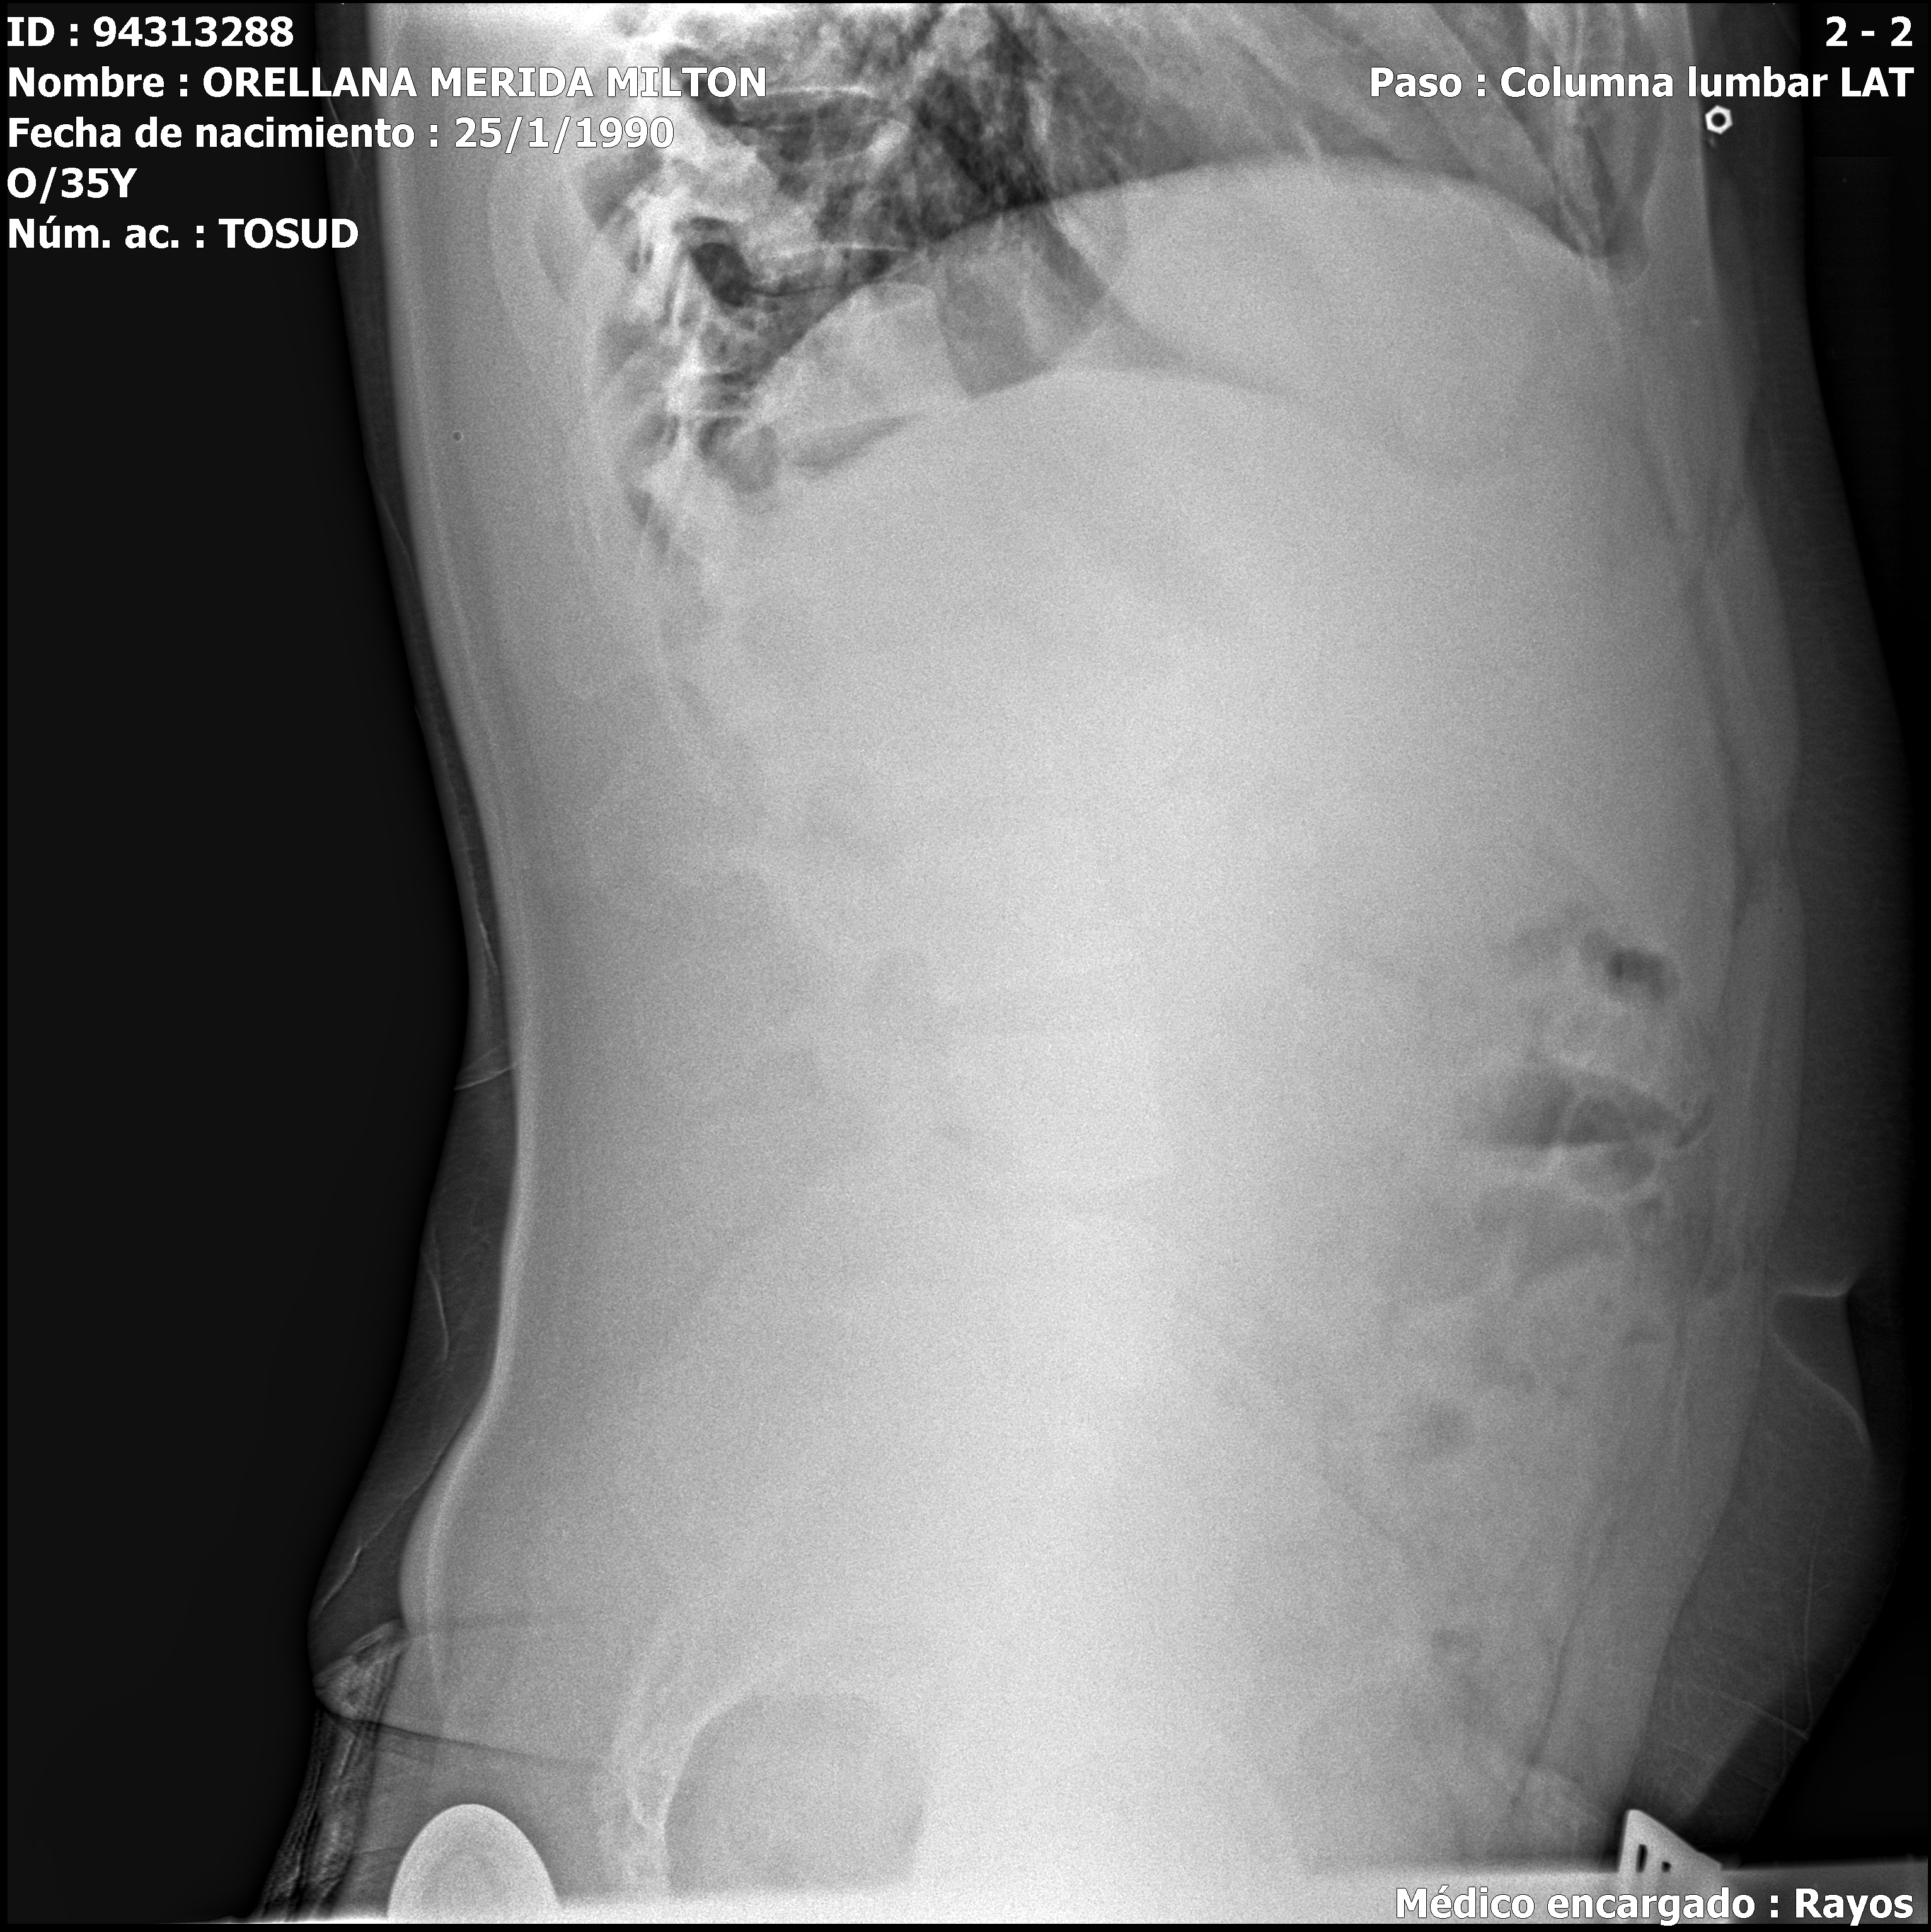 ID : 94313288
Nombre : ORELLANA MERIDA MILTON
Fecha de nacimiento : 25/1/1990
O/35Y
Núm. ac. : TOSUD
2 - 2
Paso : Columna lumbar LAT
Médico encargado : Rayos